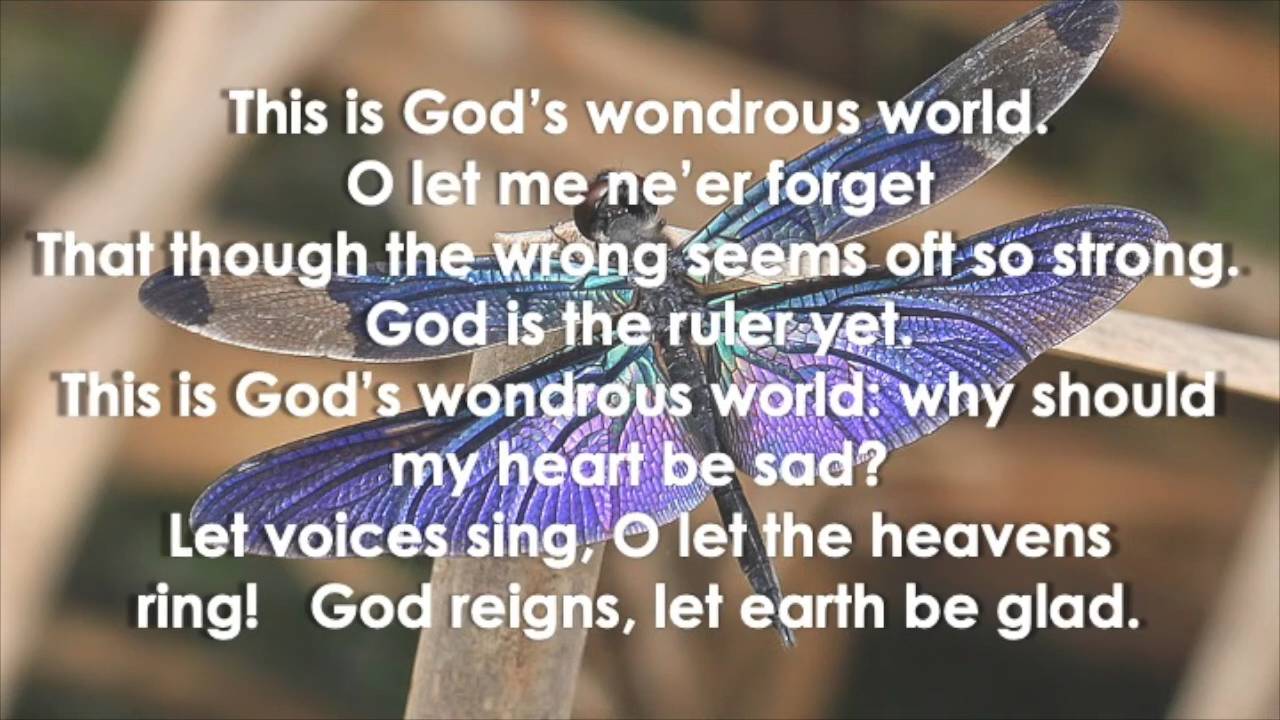 This is God's wondrous world.
O let me ne'er forget
That though the wrong seems oft so strong.
God is the ruler yet.
This is God's wondrous world: why should
my heart be sad?
Let voices sing, O let the heavens
ring!   God reigns, let earth be glad.